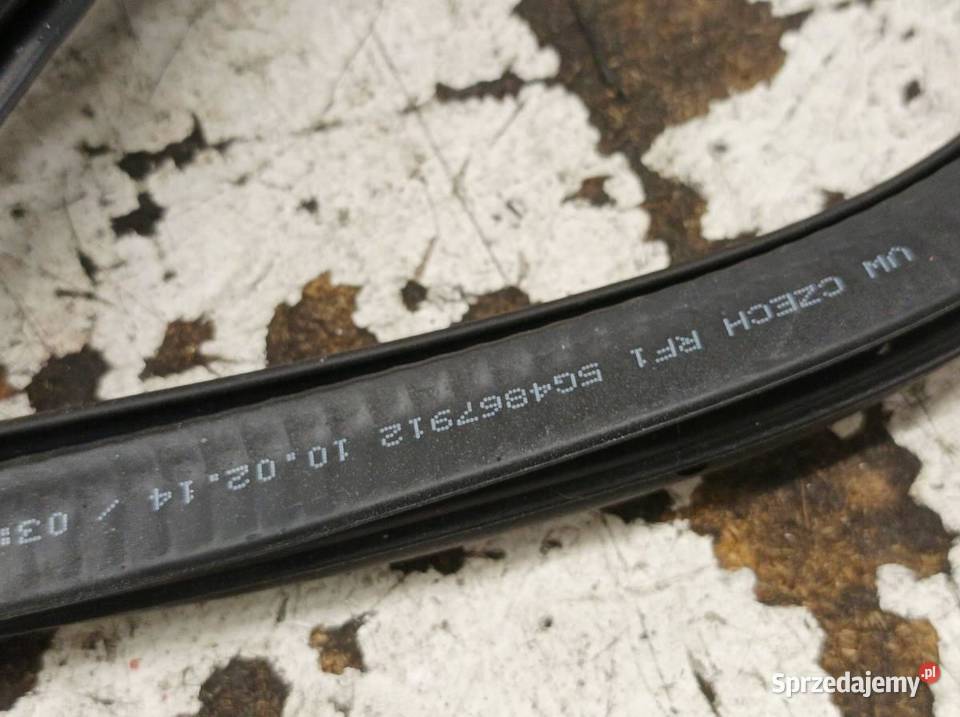 VW CZECH RF1 5G4867912 10.02.14 / 03:
Sprzedajemy.pl